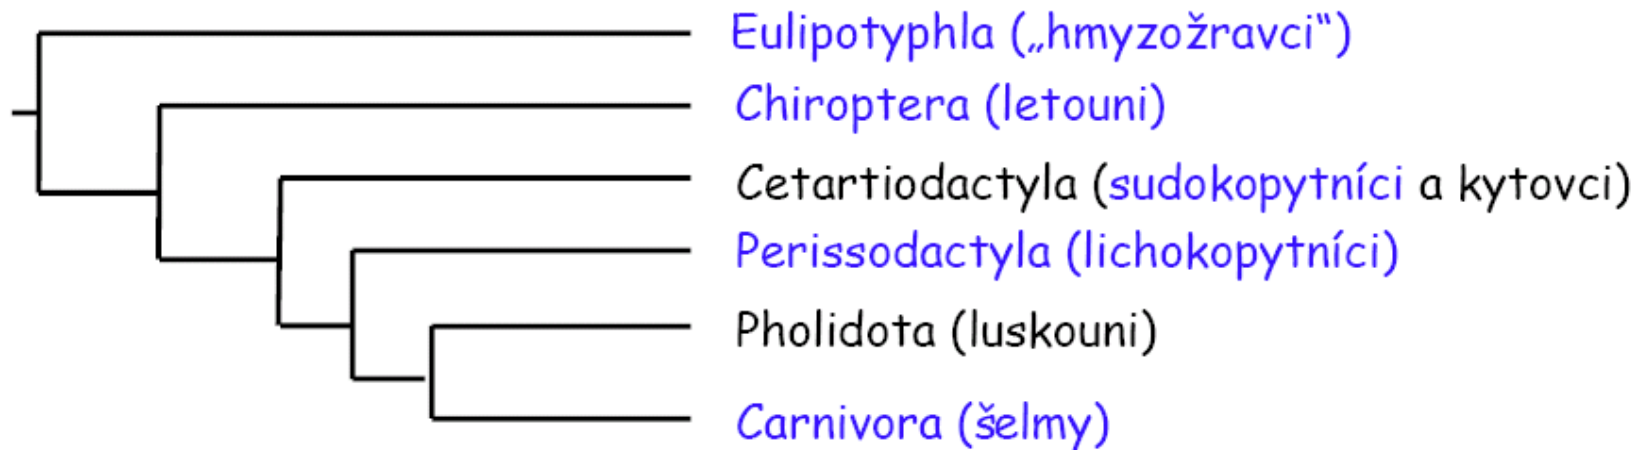 Eulipotyphla („hmyzožravci“)
Chiroptera (letouni)
Cetartiodactyla (sudokopytníci a kytovci)
Perissodactyla (lichokopytníci)
Pholidota (luskouni)
Carnivora (šelmy)